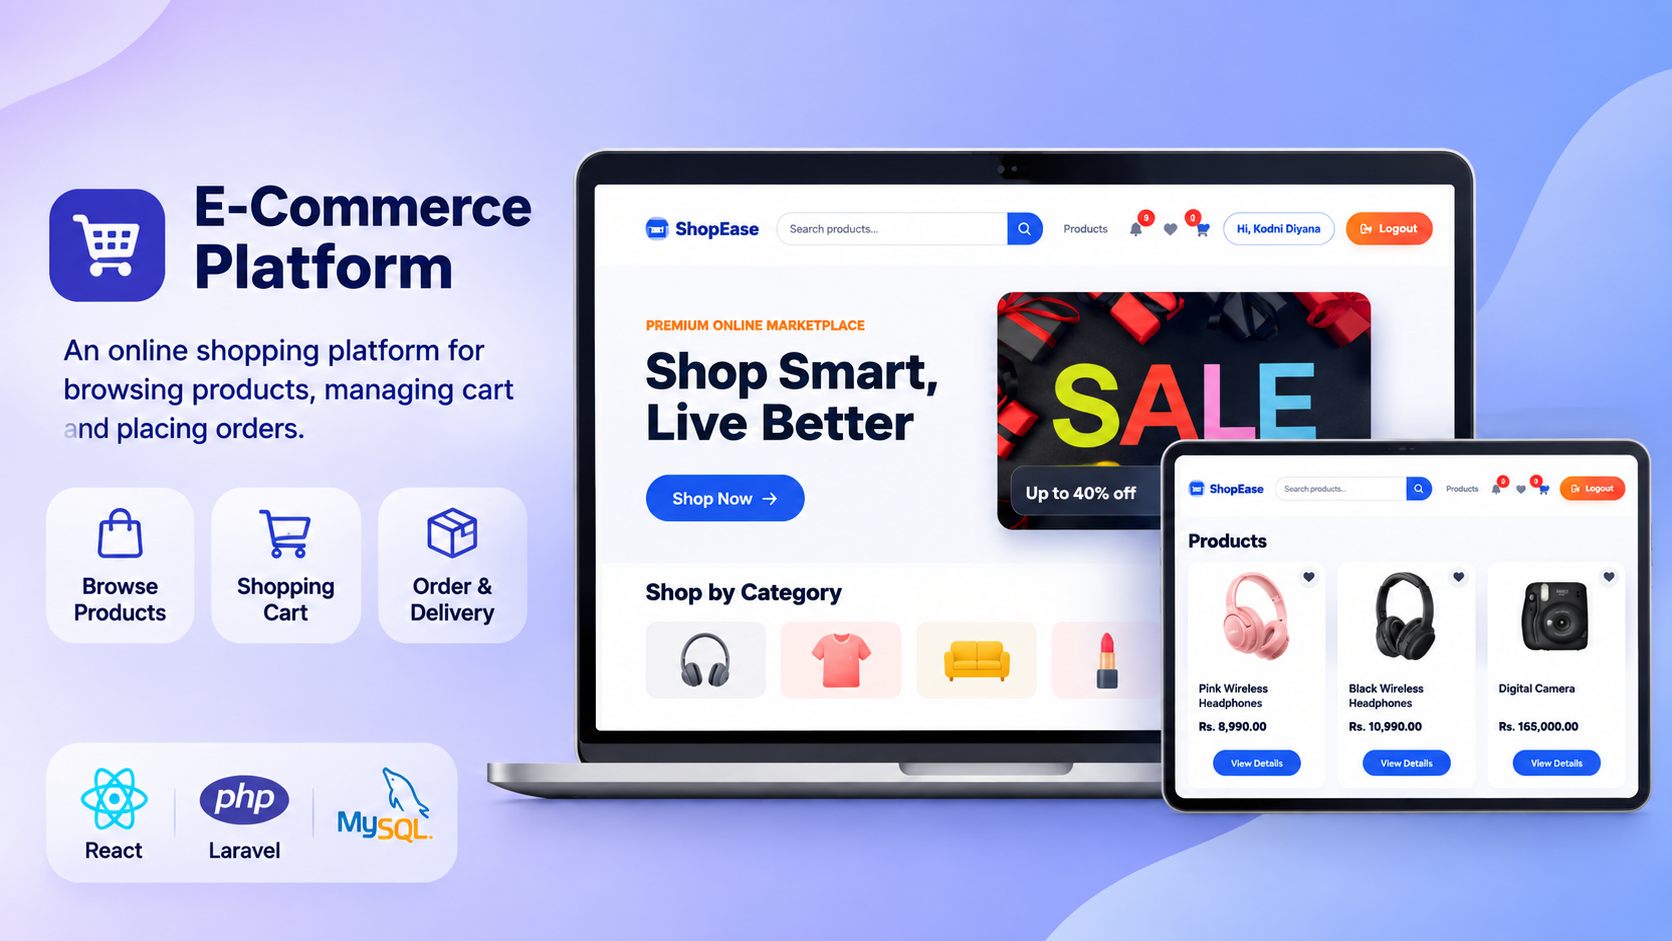 E-Commerce
Platform
An online shopping platform for
browsing products, managing cart
and placing orders.
Browse
Products
Shopping
Cart
Order &
Delivery
React
php
Laravel
MySQL
ShopEase
Search products...
Products
Hi, Kodni Diyana
Logout
PREMIUM ONLINE MARKETPLACE
Shop Smart,
Live Better
Shop Now
SALE
Up to 40% off
Shop by Category
ShopEase
Search products...
Products
Logout
Products
Pink Wireless
Headphones
Rs. 8,990.00
View Details
Black Wireless
Headphones
Rs. 10,990.00
View Details
Digital Camera
Rs. 165,000.00
View Details